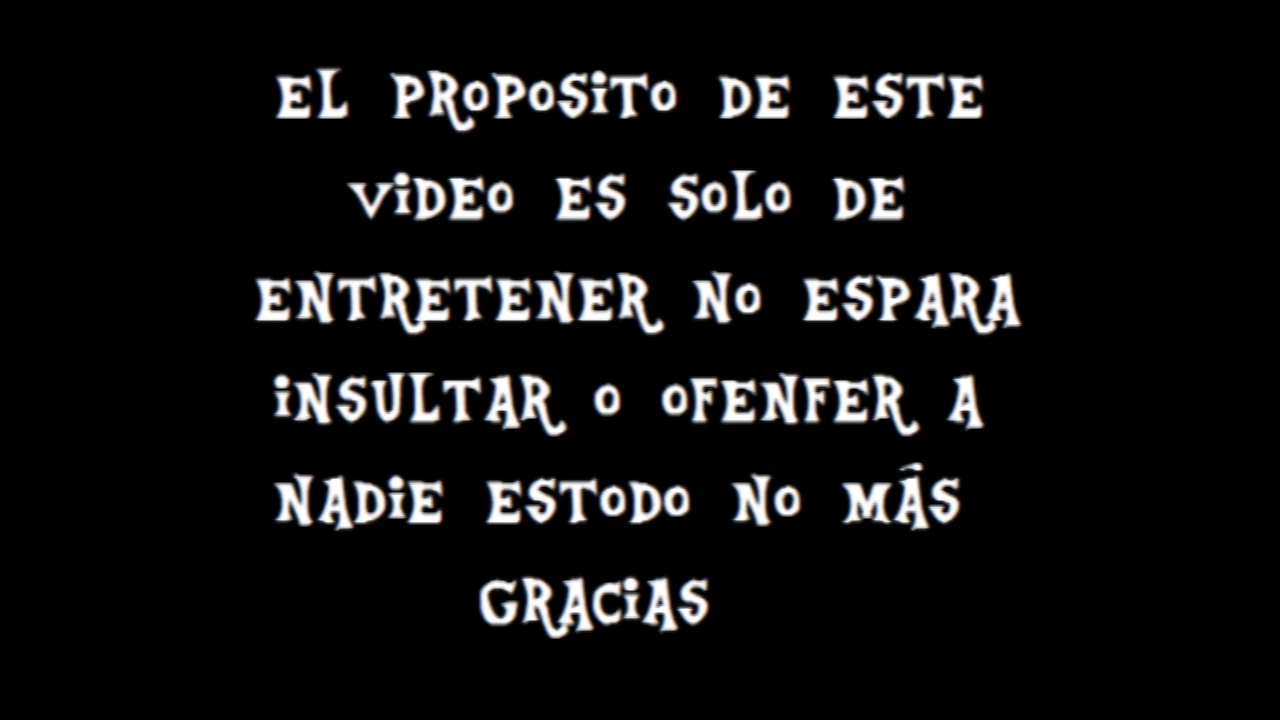 EL PROPOSiTO DE ESTE
ViDEO ES SOLO DE
ENTRETENER NO ESPARA
iNSULTAR O OFENFER A
NADiE ESTODO NO MÁS
GRACiAS